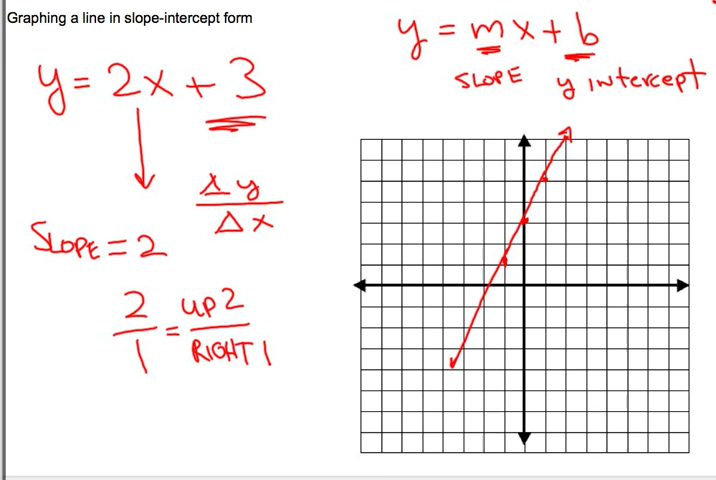 Graphing a line in slope-intercept form
y = mx + b
SLOPE y intercept
y = 2x + 3
Δy
Δx
SLOPE = 2
2 = up 2
1 RIGHT 1